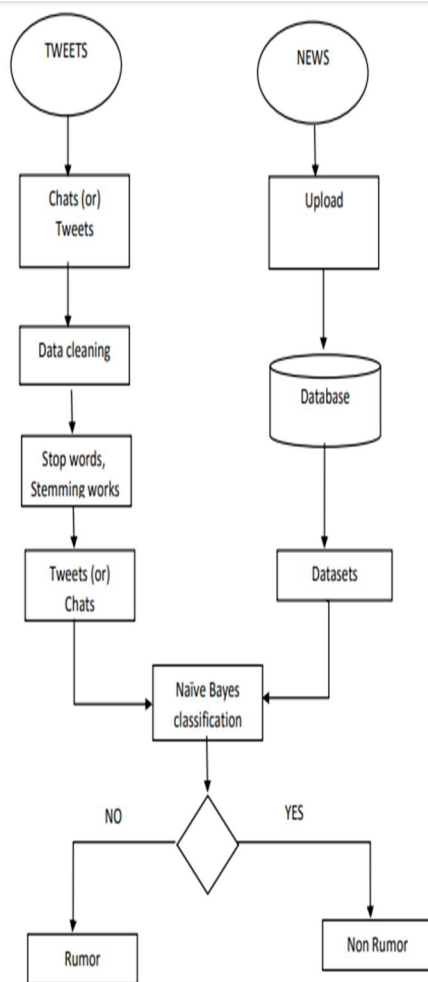 TWEETS
NEWS
Chats (or)
Tweets
Upload
Data cleaning
Database
Stop words,
Stemming works
Tweets (or)
Chats
Datasets
Naïve Bayes
classification
NO
YES
Rumor
Non Rumor